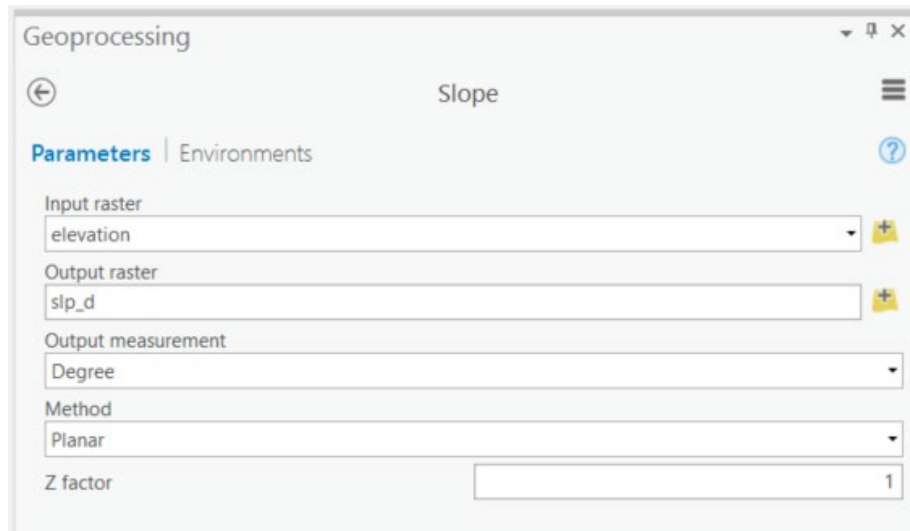 Geoprocessing
Slope
Parameters | Environments
Input raster
elevation
Output raster
slp_d
Output measurement
Degree
Method
Planar
Z factor 1